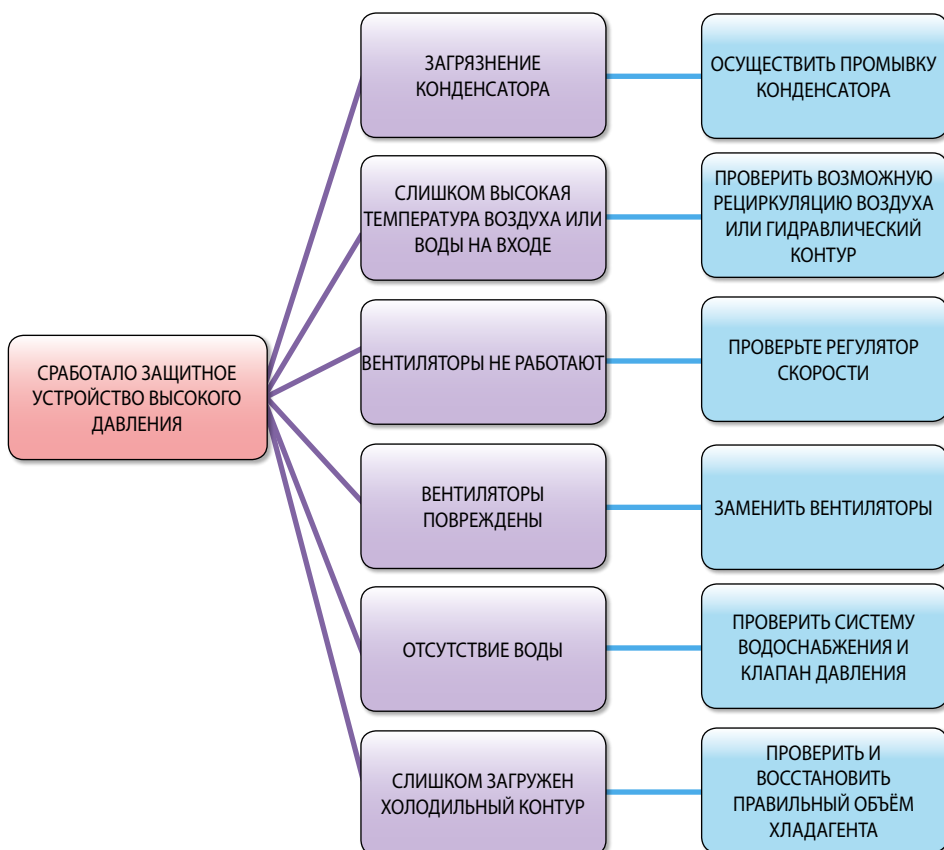 СРАБОТАЛО ЗАЩИТНОЕ
УСТРОЙСТВО ВЫСОКОГО
ДАВЛЕНИЯ
ЗАГРЯЗНЕНИЕ
КОНДЕНСАТОРА
ОСУЩЕСТВИТЬ ПРОМЫВКУ
КОНДЕНСАТОРА
СЛИШКОМ ВЫСОКАЯ
ТЕМПЕРАТУРА ВОЗДУХА ИЛИ
ВОДЫ НА ВХОДЕ
ПРОВЕРИТЬ ВОЗМОЖНУЮ
РЕЦИРКУЛЯЦИЮ ВОЗДУХА
ИЛИ ГИДРАВЛИЧЕСКИЙ
КОНТУР
ВЕНТИЛЯТОРЫ НЕ РАБОТАЮТ
ПРОВЕРЬТЕ РЕГУЛЯТОР
СКОРОСТИ
ВЕНТИЛЯТОРЫ
ПОВРЕЖДЕНЫ
ЗАМЕНИТЬ ВЕНТИЛЯТОРЫ
ОТСУТСТВИЕ ВОДЫ
ПРОВЕРИТЬ СИСТЕМУ
ВОДОСНАБЖЕНИЯ И
КЛАПАН ДАВЛЕНИЯ
СЛИШКОМ ЗАГРУЖЕН
ХОЛОДИЛЬНЫЙ КОНТУР
ПРОВЕРИТЬ И
ВОССТАНОВИТЬ
ПРАВИЛЬНЫЙ ОБЪЁМ
ХЛАДАГЕНТА